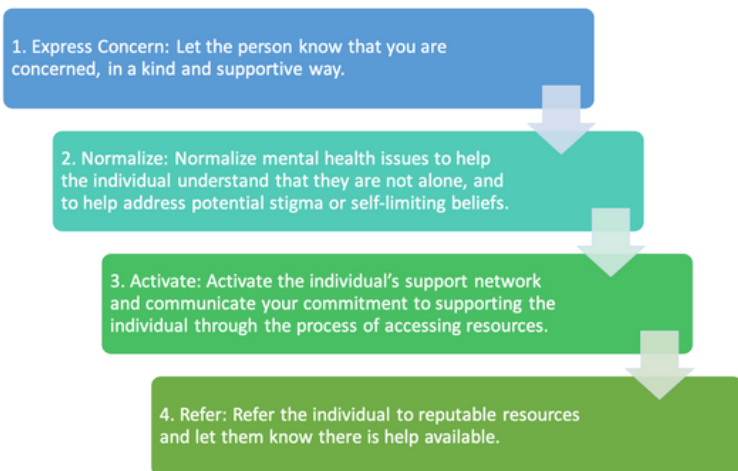 1. Express Concern: Let the person know that you are
concerned, in a kind and supportive way.
2. Normalize: Normalize mental health issues to help
the individual understand that they are not alone, and
to help address potential stigma or self-limiting beliefs.
3. Activate: Activate the individual’s support network
and communicate your commitment to supporting the
individual through the process of accessing resources.
4. Refer: Refer the individual to reputable resources
and let them know there is help available.